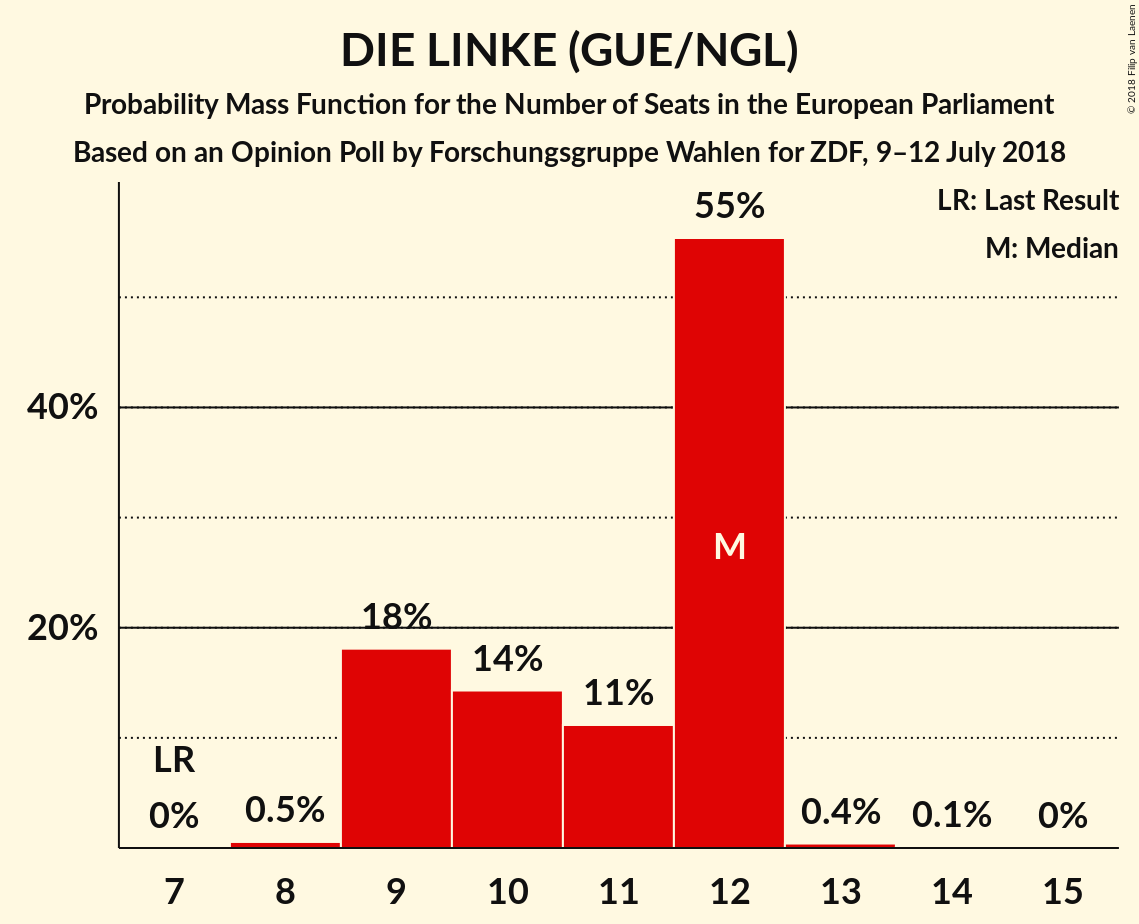 DIE LINKE (GUE/NGL)
Probability Mass Function for the Number of Seats in the European Parliament
Based on an Opinion Poll by Forschungsgruppe Wahlen for ZDF, 9–12 July 2018
© 2018 Filip van Laenen
LR: Last Result
M: Median
55%
40%
M
20%
18%
14%
11%
LR
0%
0.5%
0.4%
0.1%
0%
7 8 9 10 11 12 13 14 15